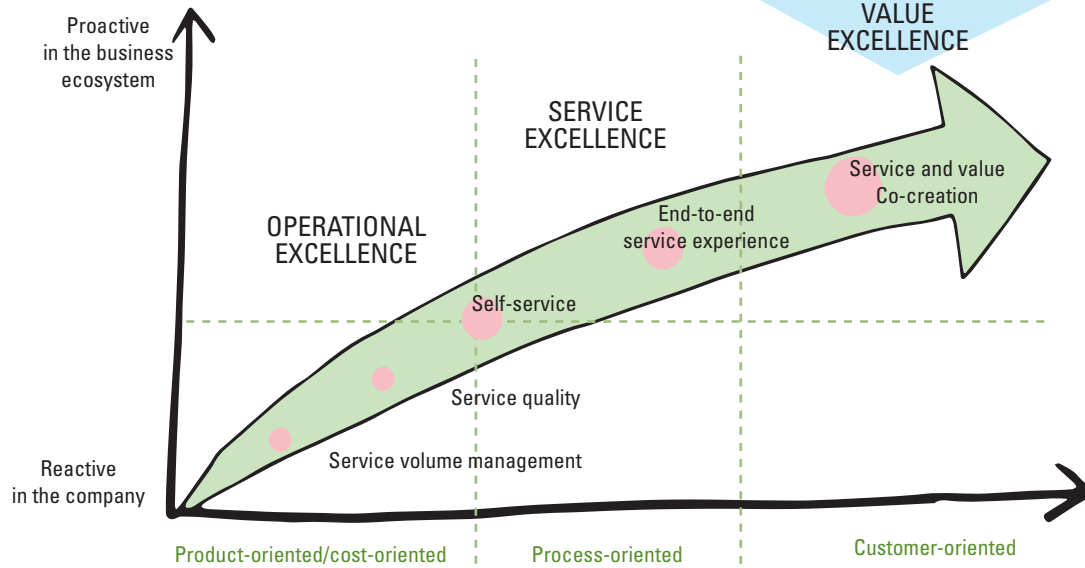 Proactive
in the business
ecosystem
VALUE
EXCELLENCE
SERVICE
EXCELLENCE
Service and value
Co-creation
OPERATIONAL
EXCELLENCE
End-to-end
service experience
Self-service
Service quality
Service volume management
Reactive
in the company
Product-oriented/cost-oriented
Process-oriented
Customer-oriented